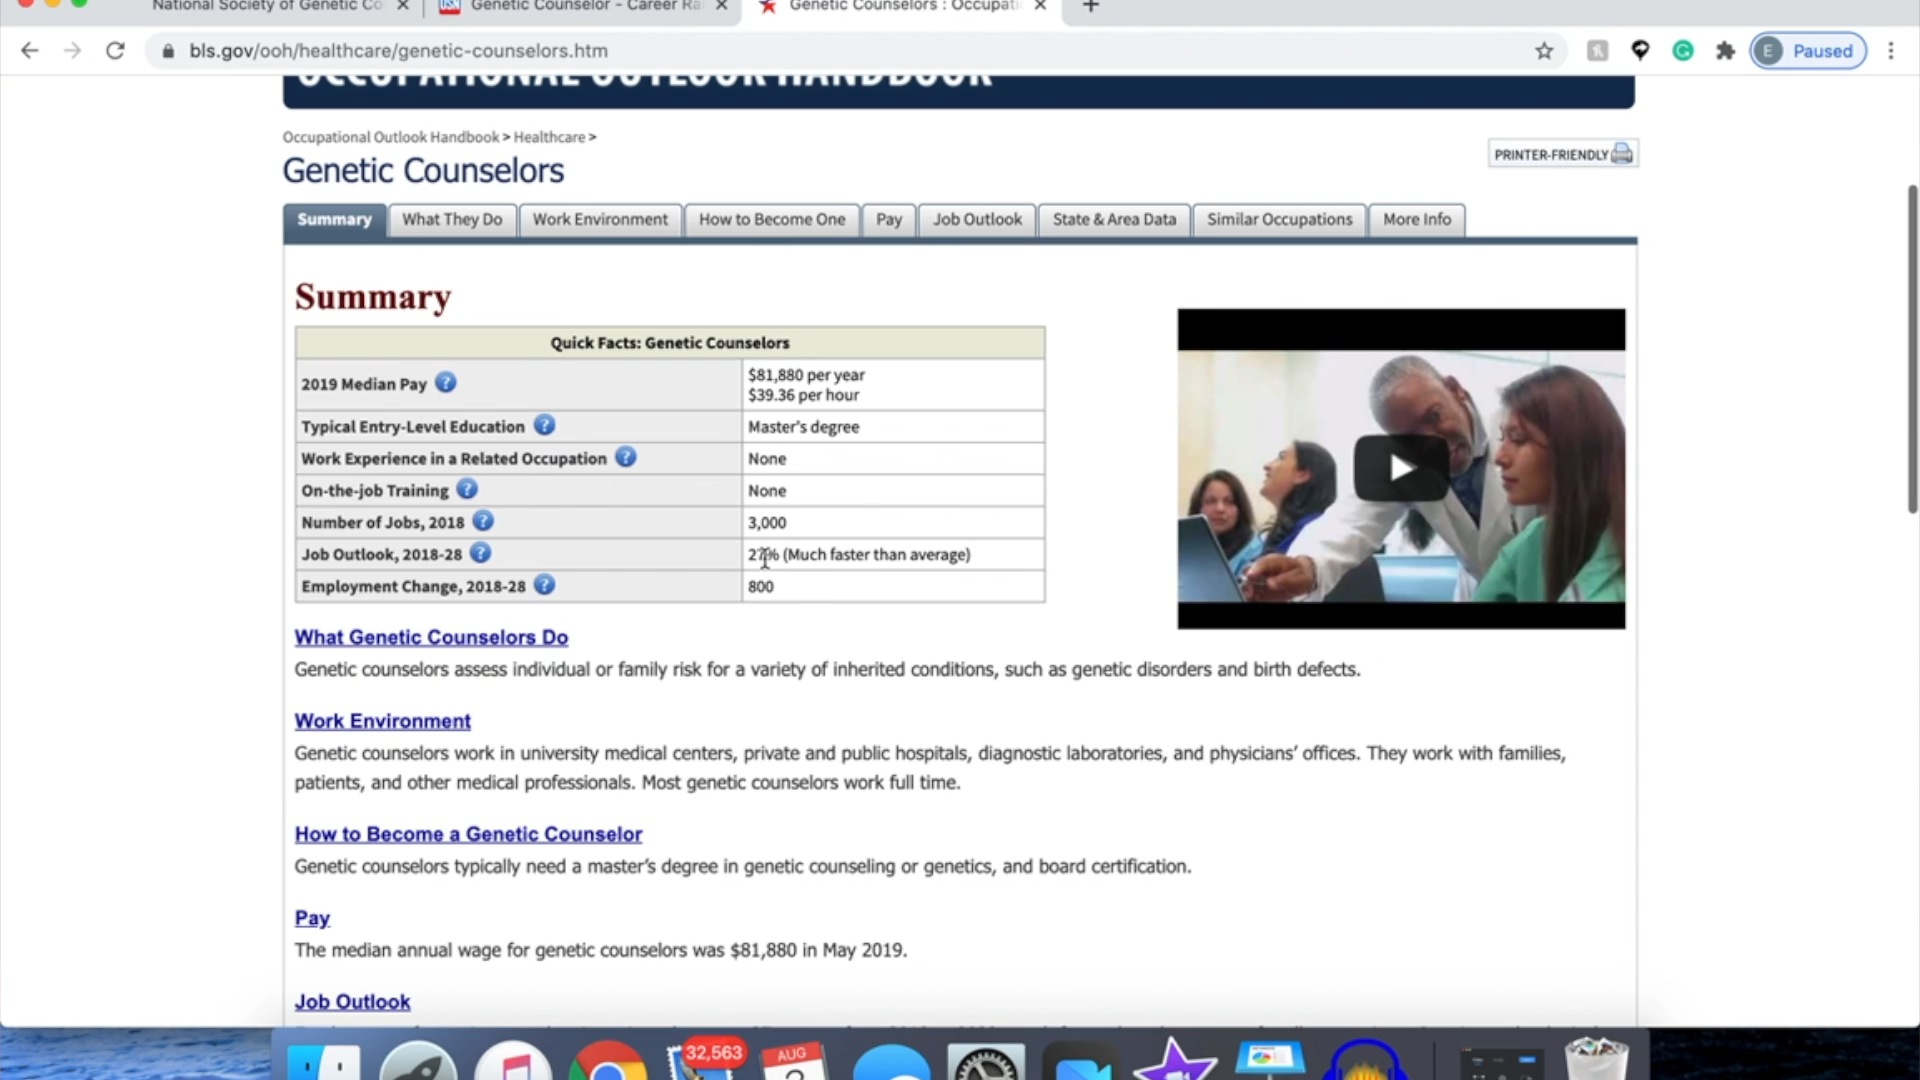 National Society of Genetic Co
Genetic Counselor - Career Ra
Genetic Counselors : Occupati
bls.gov/ooh/healthcare/genetic-counselors.htm
E Paused
OCCUPATIONAL OUTLOOK HANDBOOK
Occupational Outlook Handbook > Healthcare >
PRINTER-FRIENDLY
Genetic Counselors
Summary What They Do Work Environment How to Become One Pay Job Outlook State & Area Data Similar Occupations More Info
Summary
Quick Facts: Genetic Counselors
2019 Median Pay ? $81,880 per year
$39.36 per hour
Typical Entry-Level Education ? Master's degree
Work Experience in a Related Occupation ? None
On-the-job Training ? None
Number of Jobs, 2018 ? 3,000
Job Outlook, 2018-28 ? 27% (Much faster than average)
Employment Change, 2018-28 ? 800
What Genetic Counselors Do
Genetic counselors assess individual or family risk for a variety of inherited conditions, such as genetic disorders and birth defects.
Work Environment
Genetic counselors work in university medical centers, private and public hospitals, diagnostic laboratories, and physicians’ offices. They work with families,
patients, and other medical professionals. Most genetic counselors work full time.
How to Become a Genetic Counselor
Genetic counselors typically need a master’s degree in genetic counseling or genetics, and board certification.
Pay
The median annual wage for genetic counselors was $81,880 in May 2019.
Job Outlook
32,563
AUG